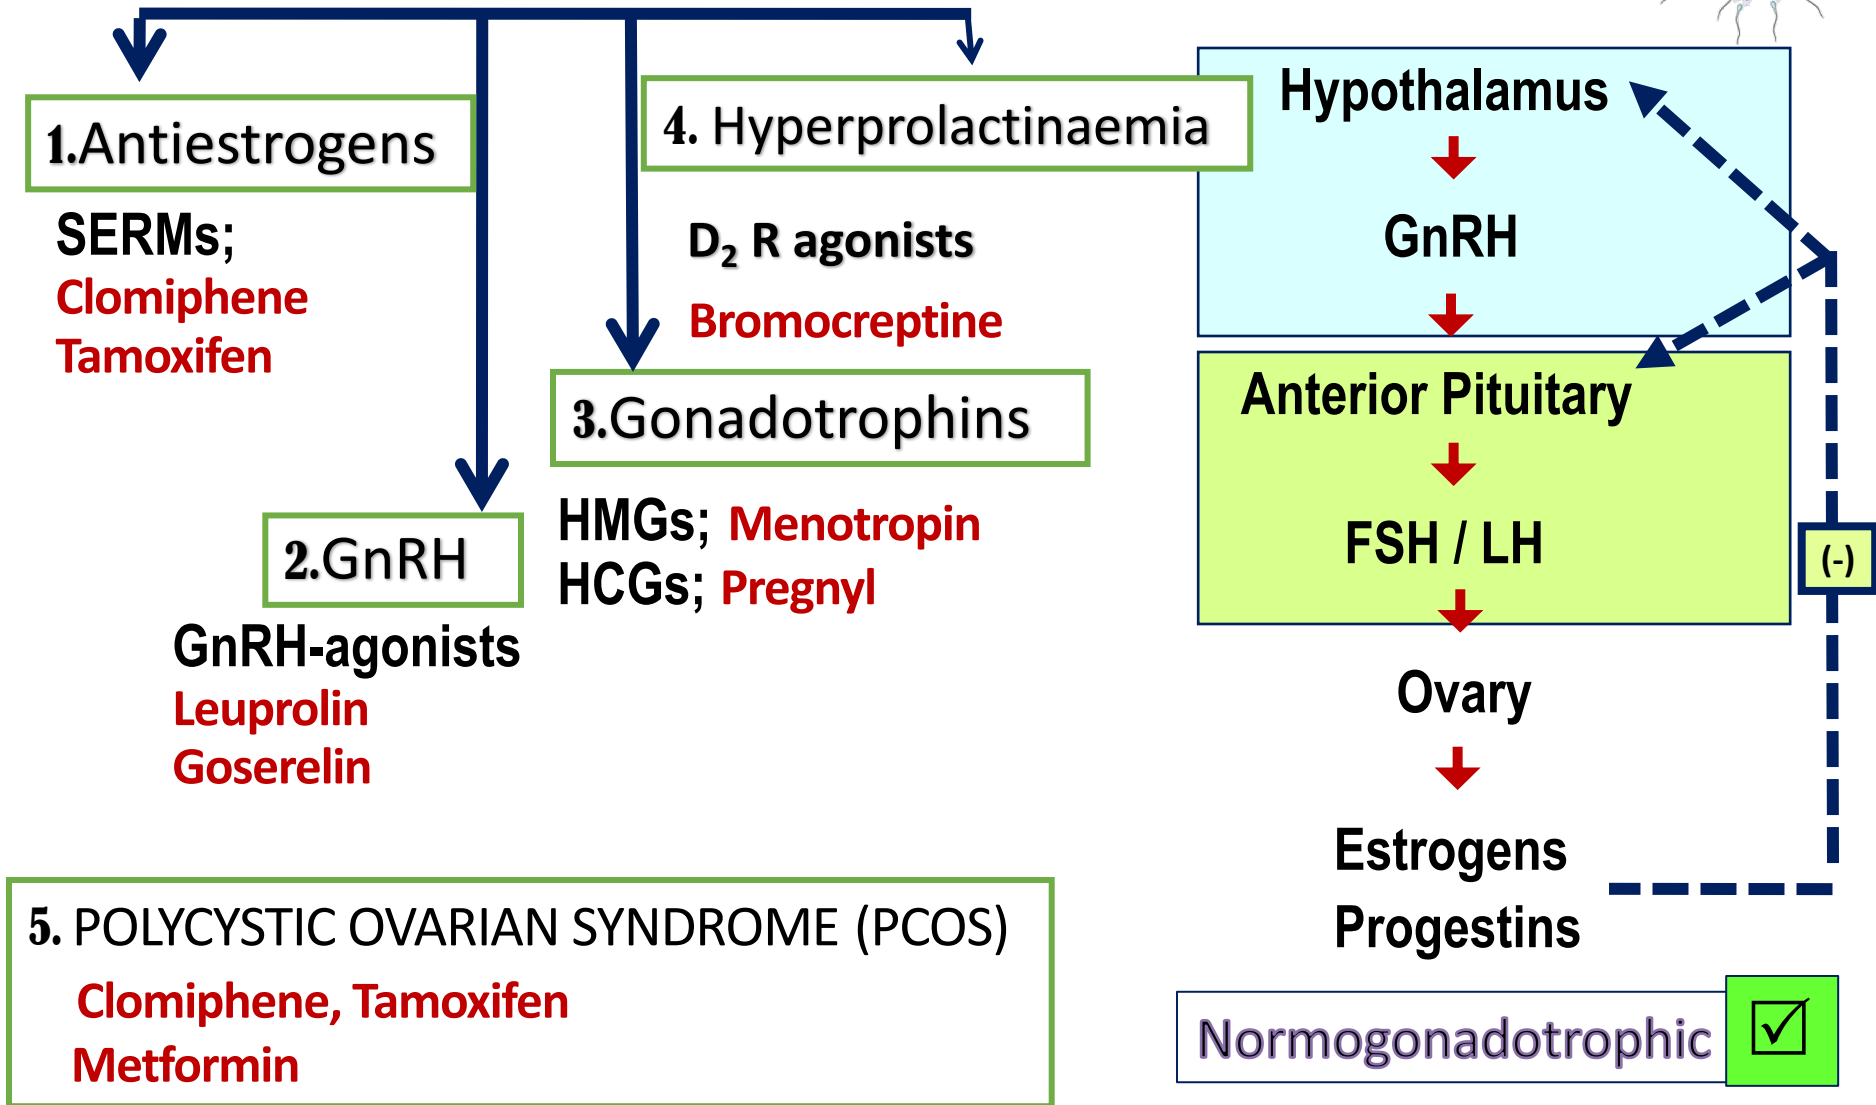 1.Antiestrogens
SERMs;
Clomiphene
Tamoxifen
2.GnRH
GnRH-agonists
Leuprolin
Goserelin
3.Gonadotrophins
HMGs; Menotropin
HCGs; Pregnyl
4. Hyperprolactinaemia
D₂ R agonists
Bromocreptine
5. POLYCYSTIC OVARIAN SYNDROME (PCOS)
Clomiphene, Tamoxifen
Metformin
Hypothalamus
GnRH
Anterior Pituitary
FSH / LH
(-)
Ovary
Estrogens
Progestins
Normogonadotrophic